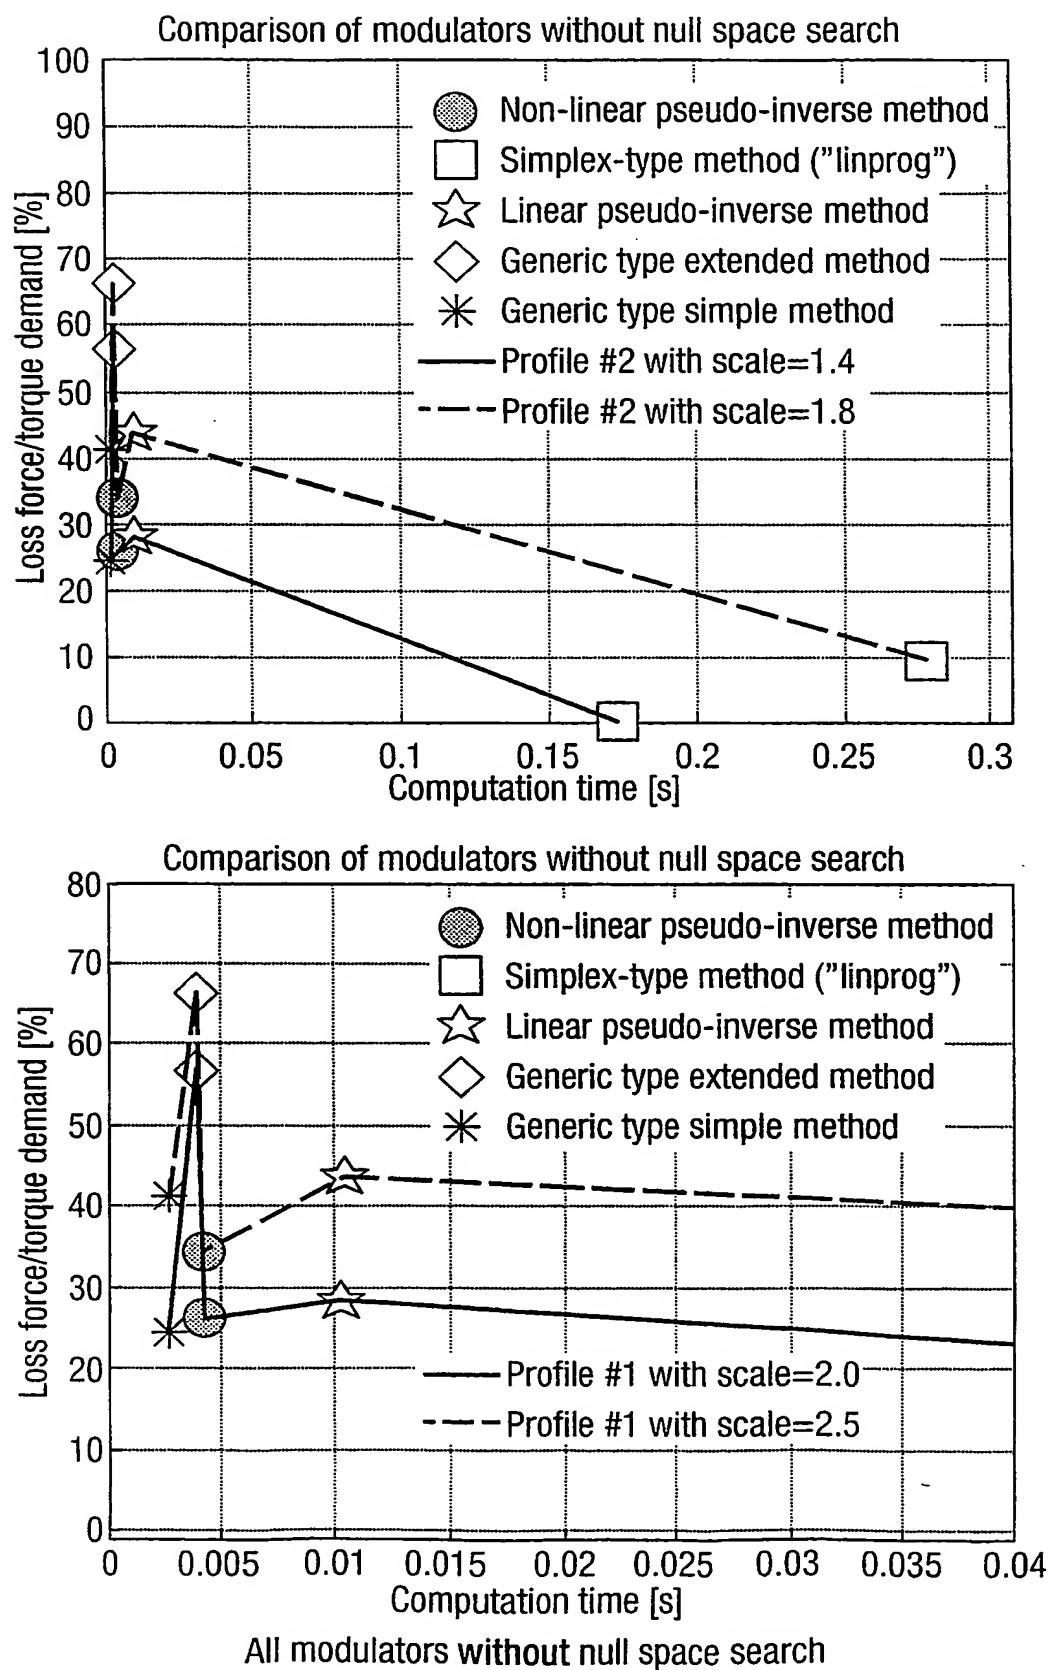 Comparison of modulators without null space search
100
90
80
70
60
50
40
30
20
10
0
Loss force/torque demand [%]
Non-linear pseudo-inverse method
Simplex-type method ("linprog")
Linear pseudo-inverse method
Generic type extended method
Generic type simple method
Profile #2 with scale=1.4
Profile #2 with scale=1.8
0 0.05 0.1 0.15 0.2 0.25 0.3
Computation time [s]
Comparison of modulators without null space search
80
70
60
50
40
30
20
10
0
Loss force/torque demand [%]
Non-linear pseudo-inverse method
Simplex-type method ("linprog")
Linear pseudo-inverse method
Generic type extended method
Generic type simple method
Profile #1 with scale=2.0
Profile #1 with scale=2.5
0 0.005 0.01 0.015 0.02 0.025 0.03 0.035 0.04
Computation time [s]
All modulators without null space search